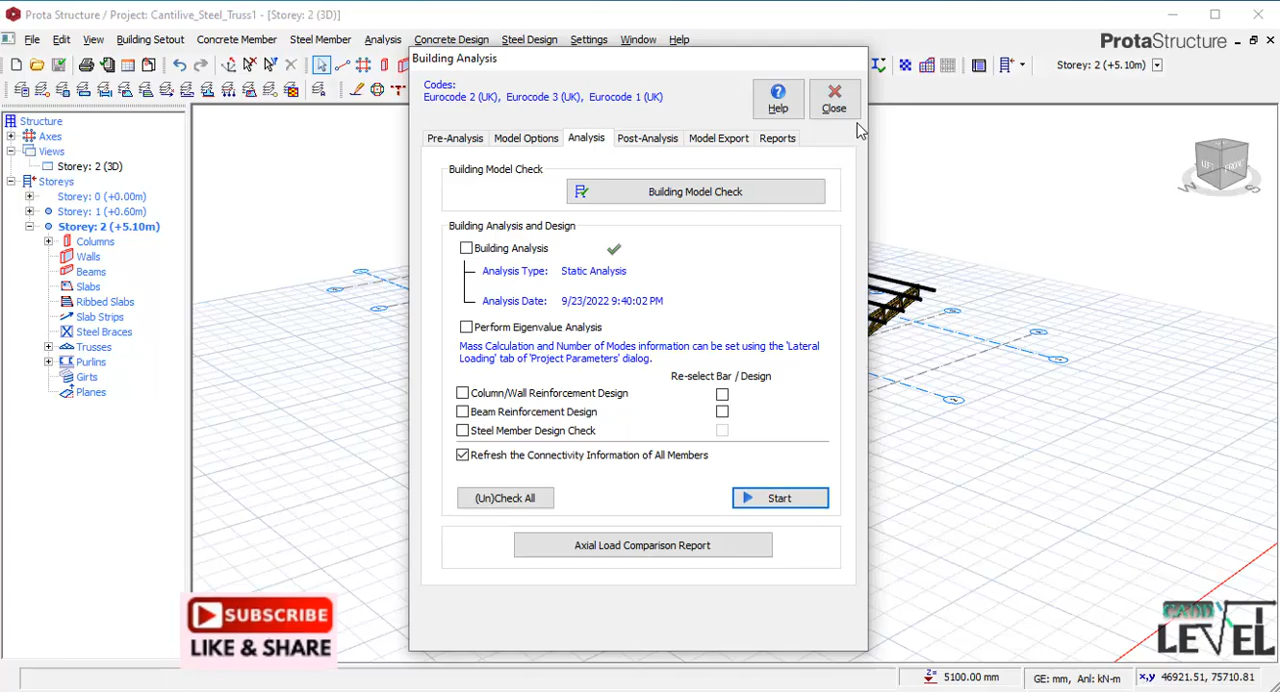 Prota Structure / Project: Cantilive_Steel_Truss1 - [Storey: 2 (3D)]
File Edit View Building Setout Concrete Member Steel Member Analysis Concrete Design Steel Design Settings Window Help
ProtaStructure
Storey: 2 (+5.10m)
Structure
Axes
Views
Storey: 2 (3D)
Storeys
Storey: 0 (+0.00m)
Storey: 1 (+0.60m)
Storey: 2 (+5.10m)
Columns
Walls
Beams
Slabs
Ribbed Slabs
Slab Strips
Steel Braces
Trusses
Purlins
Girts
Planes
Building Analysis
Codes:
Eurocode 2 (UK), Eurocode 3 (UK), Eurocode 1 (UK)
Help
Close
Pre-Analysis Model Options Analysis Post-Analysis Model Export Reports
Building Model Check
Building Model Check
Building Analysis and Design
Building Analysis
Analysis Type: Static Analysis
Analysis Date: 9/23/2022 9:40:02 PM
Perform Eigenvalue Analysis
Mass Calculation and Number of Modes information can be set using the 'Lateral
Loading' tab of 'Project Parameters' dialog.
Re-select Bar / Design
Column/Wall Reinforcement Design
Beam Reinforcement Design
Steel Member Design Check
Refresh the Connectivity Information of All Members
(Un)Check All
Start
Axial Load Comparison Report
SUBSCRIBE
LIKE & SHARE
CADD
LEVEL
5100.00 mm
GE: mm, Anl: kN-m
x,y 46921.51, 75710.81